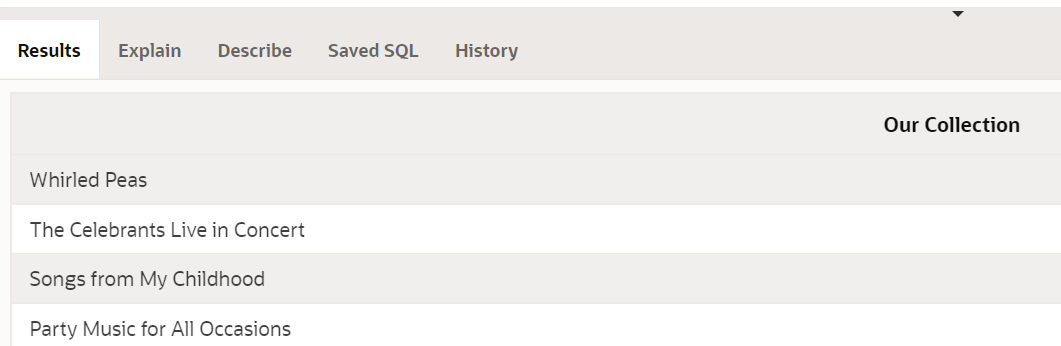 Results Explain Describe Saved SQL History
Our Collection
Whirled Peas
The Celebrants Live in Concert
Songs from My Childhood
Party Music for All Occasions